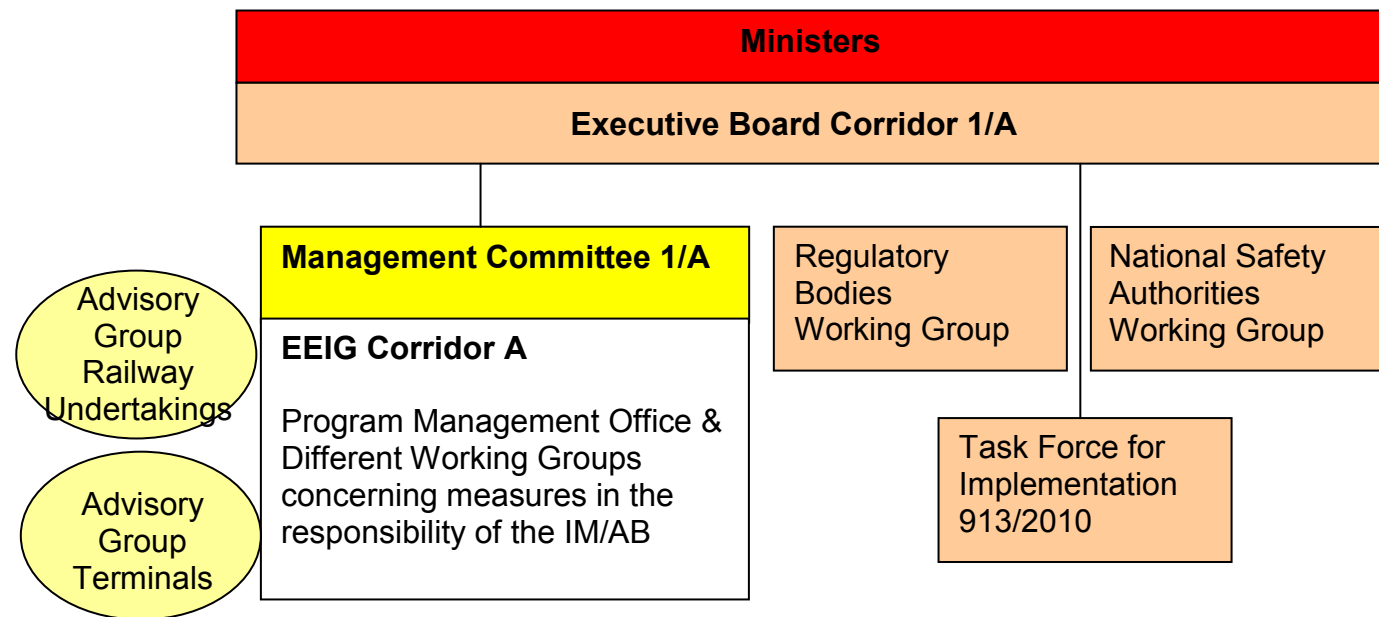 Ministers
Executive Board Corridor 1/A
Management Committee 1/A
EEIG Corridor A
Program Management Office &
Different Working Groups
concerning measures in the
responsibility of the IM/AB
Advisory
Group
Railway
Undertakings
Advisory
Group
Terminals
Regulatory
Bodies
Working Group
National Safety
Authorities
Working Group
Task Force for
Implementation
913/2010